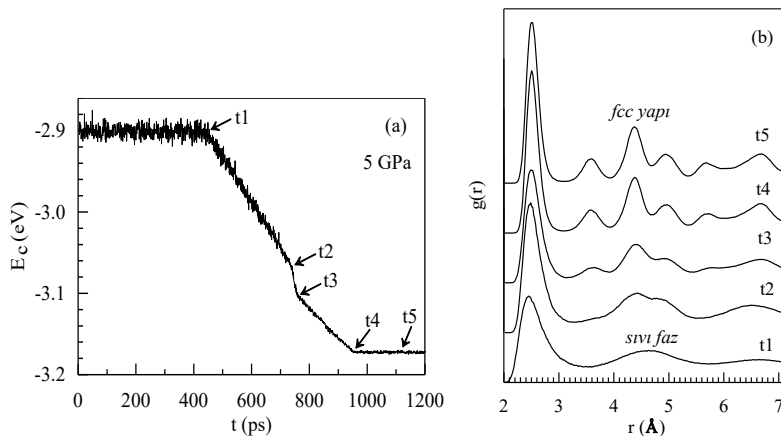 (a)
5 GPa
t1
t2
t3
t4
t5
-2.9
-3.0
-3.1
-3.2
E_c (eV)
0
200
400
600
800
1000
1200
t (ps)
(b)
fcc yapı
t5
t4
t3
t2
t1
sıvı faz
g(r)
2
3
4
5
6
7
r (Å)